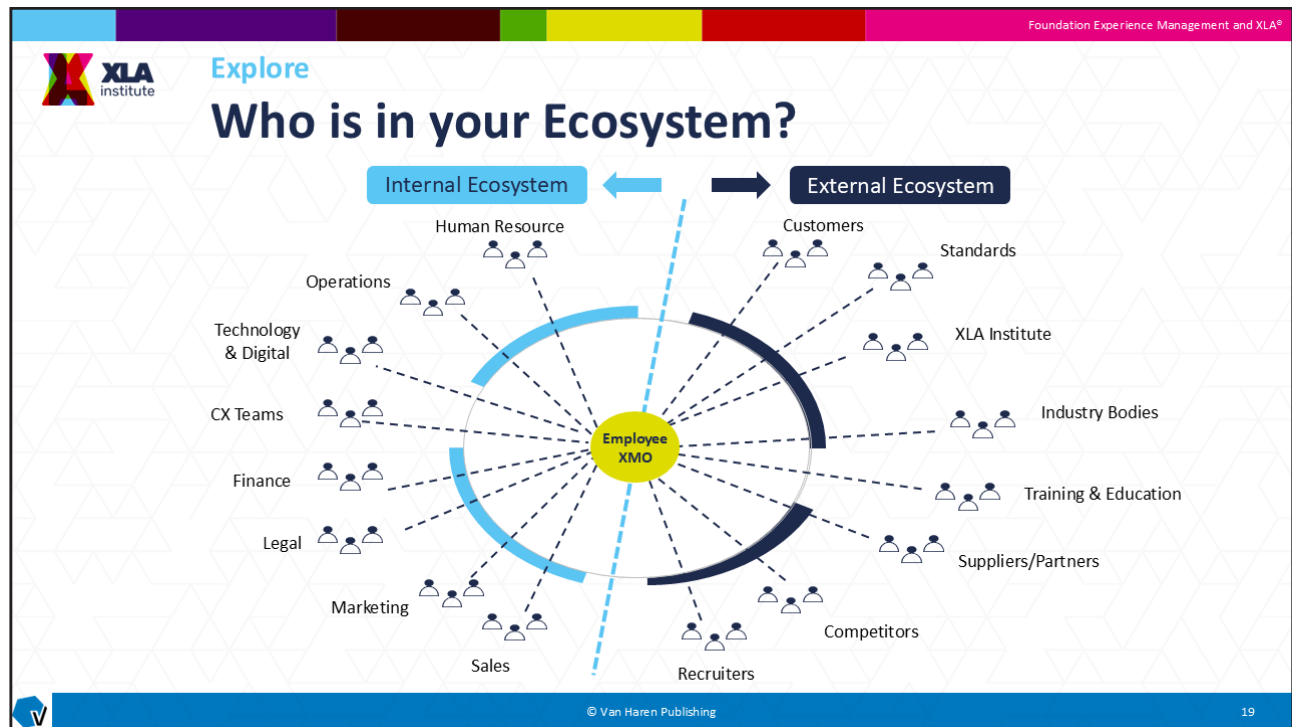 Foundation Experience Management and XLA®
XLA
institute
Explore
Who is in your Ecosystem?
Internal Ecosystem
External Ecosystem
Human Resource
Customers
Standards
Operations
Technology
& Digital
XLA Institute
CX Teams
Industry Bodies
Employee
XMO
Finance
Training & Education
Legal
Suppliers/Partners
Marketing
Competitors
Sales
Recruiters
© Van Haren Publishing
19